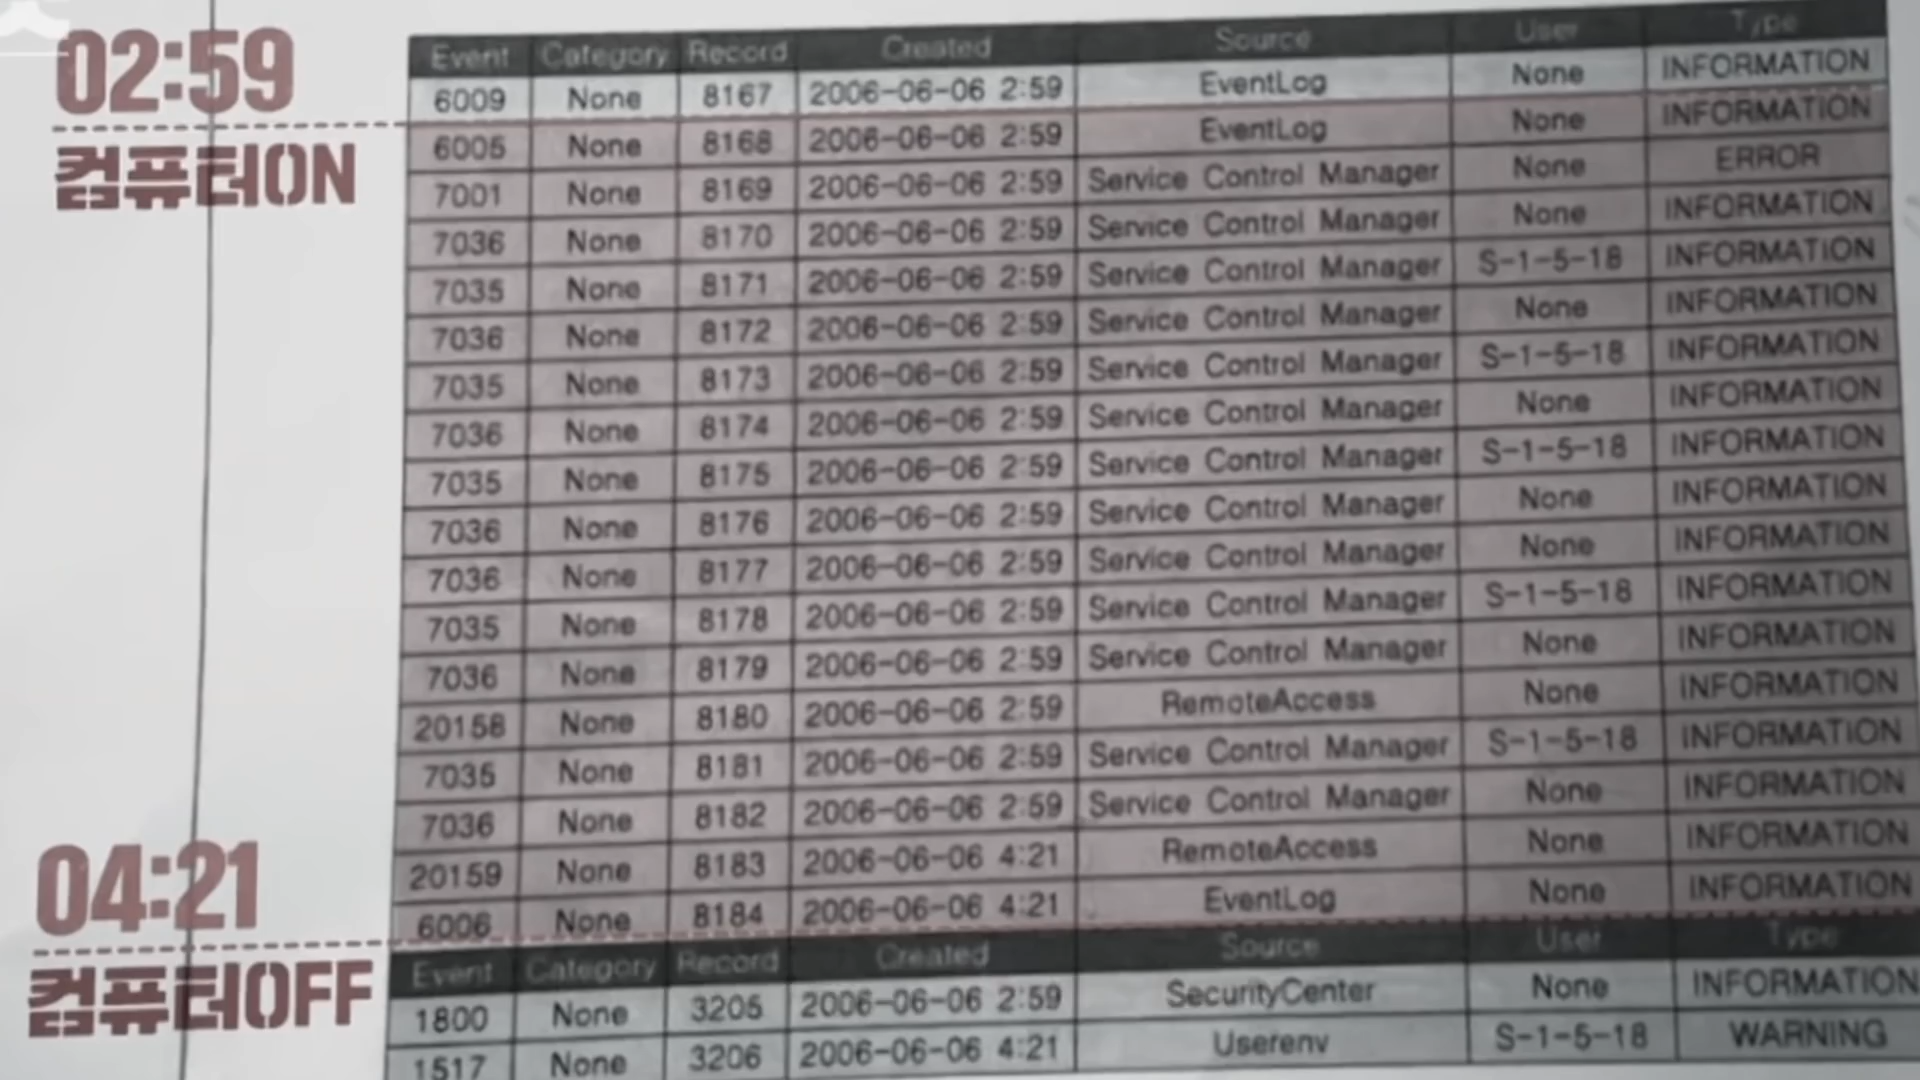 02:59
컴퓨터ON
Event Category Record Created Source User Type
6009 None 8167 2006-06-06 2:59 EventLog None INFORMATION
6005 None 8168 2006-06-06 2:59 EventLog None INFORMATION
7001 None 8169 2006-06-06 2:59 Service Control Manager None ERROR
7036 None 8170 2006-06-06 2:59 Service Control Manager None INFORMATION
7035 None 8171 2006-06-06 2:59 Service Control Manager S-1-5-18 INFORMATION
7036 None 8172 2006-06-06 2:59 Service Control Manager None INFORMATION
7035 None 8173 2006-06-06 2:59 Service Control Manager S-1-5-18 INFORMATION
7036 None 8174 2006-06-06 2:59 Service Control Manager None INFORMATION
7035 None 8175 2006-06-06 2:59 Service Control Manager S-1-5-18 INFORMATION
7036 None 8176 2006-06-06 2:59 Service Control Manager None INFORMATION
7036 None 8177 2006-06-06 2:59 Service Control Manager None INFORMATION
7035 None 8178 2006-06-06 2:59 Service Control Manager S-1-5-18 INFORMATION
7036 None 8179 2006-06-06 2:59 Service Control Manager None INFORMATION
20158 None 8180 2006-06-06 2:59 RemoteAccess None INFORMATION
7035 None 8181 2006-06-06 2:59 Service Control Manager S-1-5-18 INFORMATION
7036 None 8182 2006-06-06 2:59 Service Control Manager None INFORMATION
20159 None 8183 2006-06-06 4:21 RemoteAccess None INFORMATION
6006 None 8184 2006-06-06 4:21 EventLog None INFORMATION
04:21
컴퓨터OFF
Event Category Record Created Source User Type
1800 None 3205 2006-06-06 2:59 SecurityCenter None INFORMATION
1517 None 3206 2006-06-06 4:21 Userenv S-1-5-18 WARNING